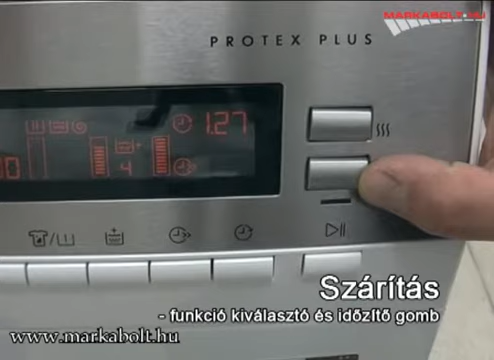 MARKABOLT.HU
PROTEX PLUS
1.27
4
Szárítás
- funkció kiválasztó és időzítő gomb
www.markabolt.hu